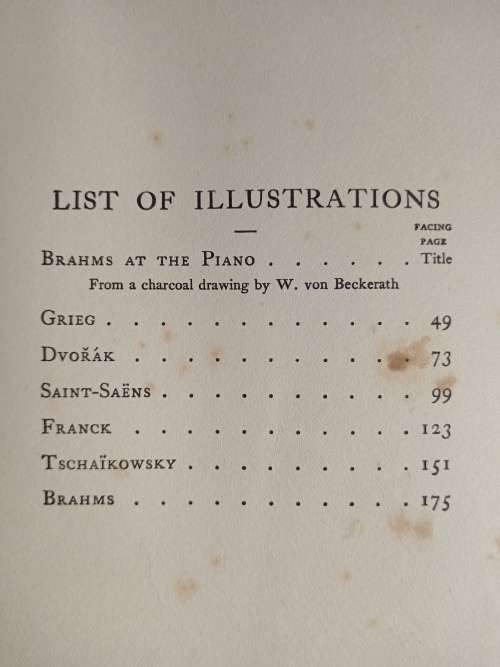 LIST OF ILLUSTRATIONS
FACING
PAGE
BRAHMS AT THE PIANO . . . . . . Title
From a charcoal drawing by W. von Beckerath
GRIEG . . . . . . . . . . . . 49
DVOŘÁK . . . . . . . . . . . 73
SAINT-SAËNS . . . . . . . . . . 99
FRANCK . . . . . . . . . . . 123
TSCHAÏKOWSKY . . . . . . . . . 151
BRAHMS . . . . . . . . . . . 175